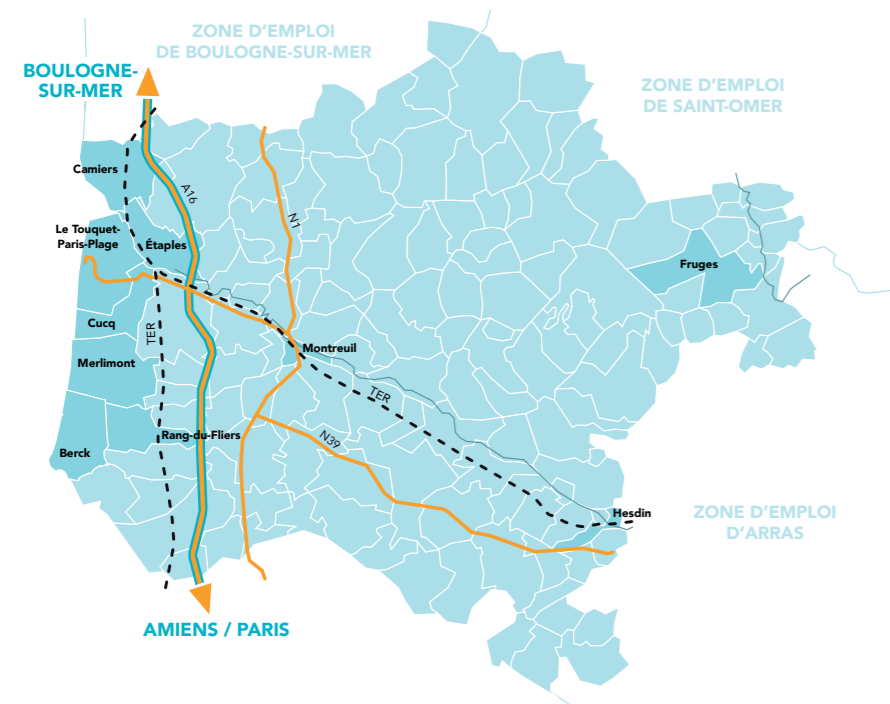 ZONE D'EMPLOI
DE BOULOGNE-SUR-MER
BOULOGNE-
SUR-MER
ZONE D'EMPLOI
DE SAINT-OMER
Camiers
A16
N1
Le Touquet-
Paris-Plage
Étaples
Fruges
Cucq
TER
Montreuil
Merlimont
TER
Rang-du-Fliers
N39
Berck
Hesdin
ZONE D'EMPLOI
D'ARRAS
AMIENS / PARIS